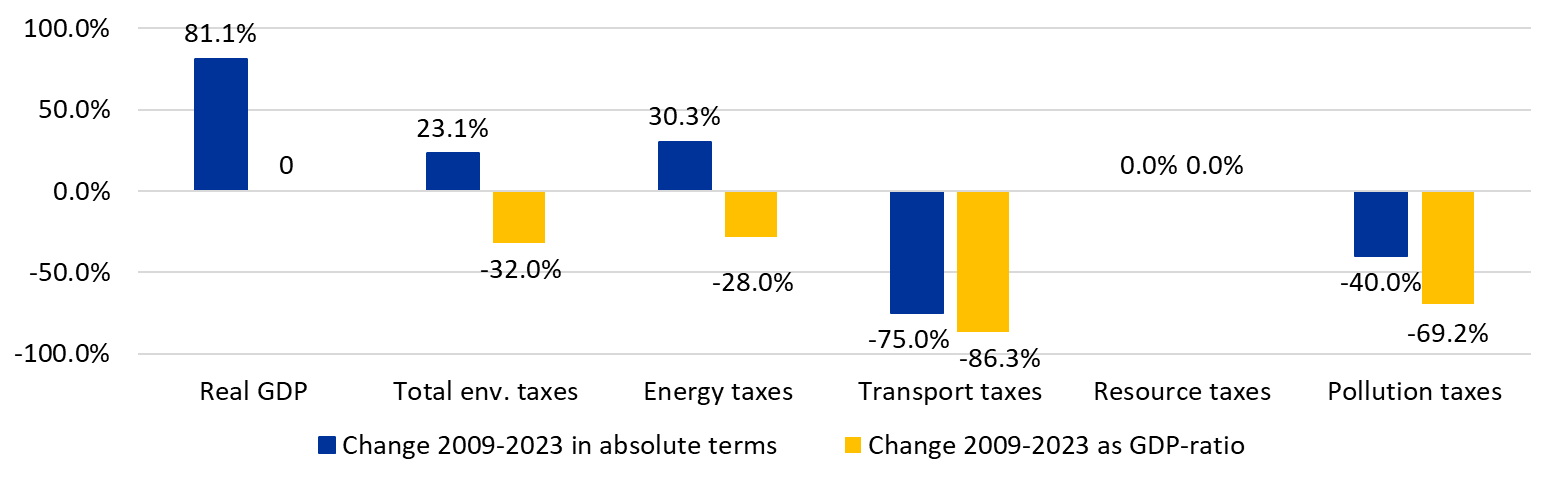 100.0%
50.0%
0.0%
-50.0%
-100.0%
81.1%
0
23.1%
-32.0%
30.3%
-28.0%
-75.0%
-86.3%
0.0% 0.0%
-40.0%
-69.2%
Real GDP
Total env. taxes
Energy taxes
Transport taxes
Resource taxes
Pollution taxes
Change 2009-2023 in absolute terms
Change 2009-2023 as GDP-ratio